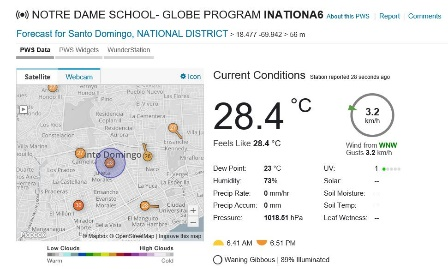 ((•)) NOTRE DAME SCHOOL- GLOBE PROGRAM INATIONA6 About this PWS | Report | Comments
Forecast for Santo Domingo, NATIONAL DISTRICT > 18.477 -69.942 > 56 m
PWS Data PWS Widgets WunderStation
Satellite Webcam Icon
Current Conditions Station reported 28 seconds ago
28.4 °C
Feels Like 28.4 °C
3.2
km/h
Wind from WNW
Gusts 3.2 km/h
Dew Point: 23 °C
Humidity: 73%
Precip Rate: 0 mm/hr
Precip Accum: 0 mm
Pressure: 1018.51 hpa
UV: 1
Solar: --
Soil Moisture: --
Soil Temp: --
Leaf Wetness: --
6:41 AM 6:51 PM
Waning Gibbous | 89% Illuminated
Santo Domingo
© Mapbox © OpenStreetMap | Improve this map
Low Clouds High Clouds
Warm Cold